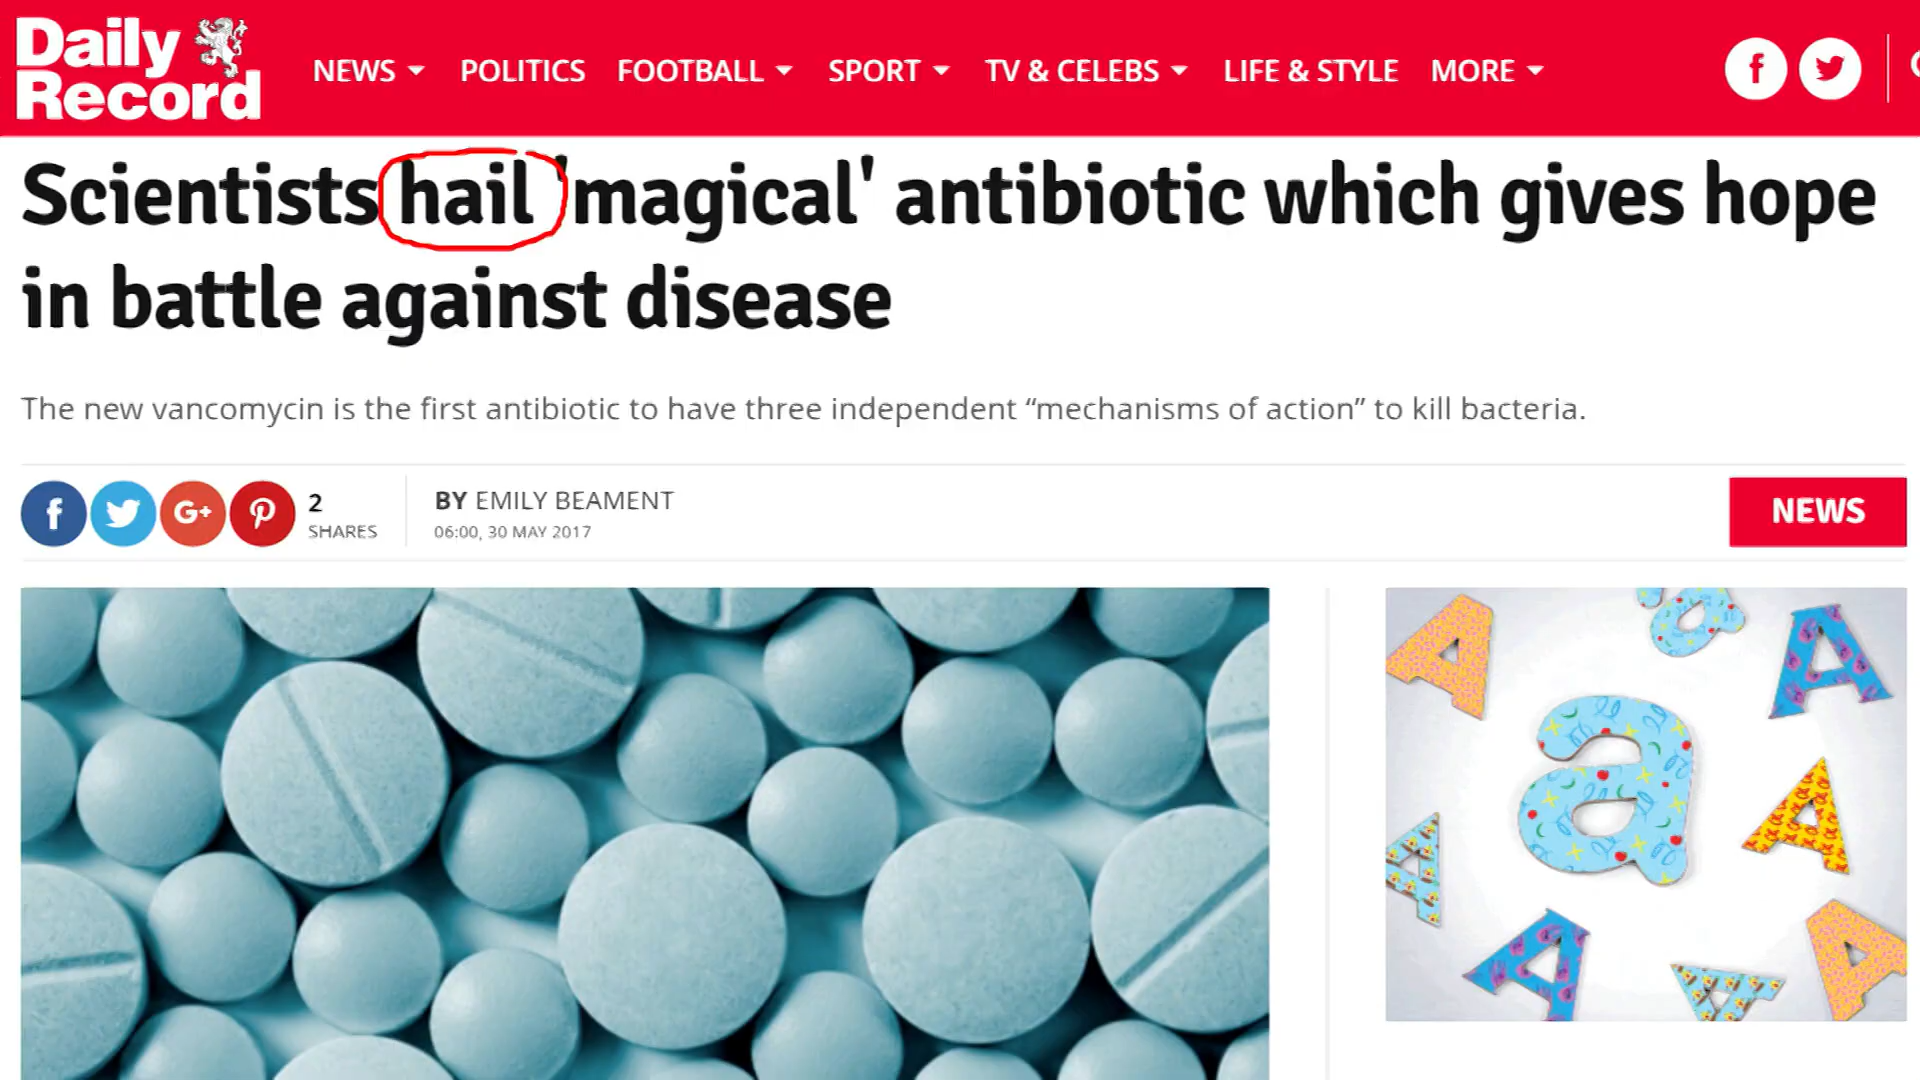 Daily
Record
NEWS POLITICS FOOTBALL SPORT TV & CELEBS LIFE & STYLE MORE
Scientists hail 'magical' antibiotic which gives hope
in battle against disease
The new vancomycin is the first antibiotic to have three independent “mechanisms of action” to kill bacteria.
2
SHARES
BY EMILY BEAMENT
06:00, 30 MAY 2017
NEWS
a
A
A
a
A
A
A
A
A